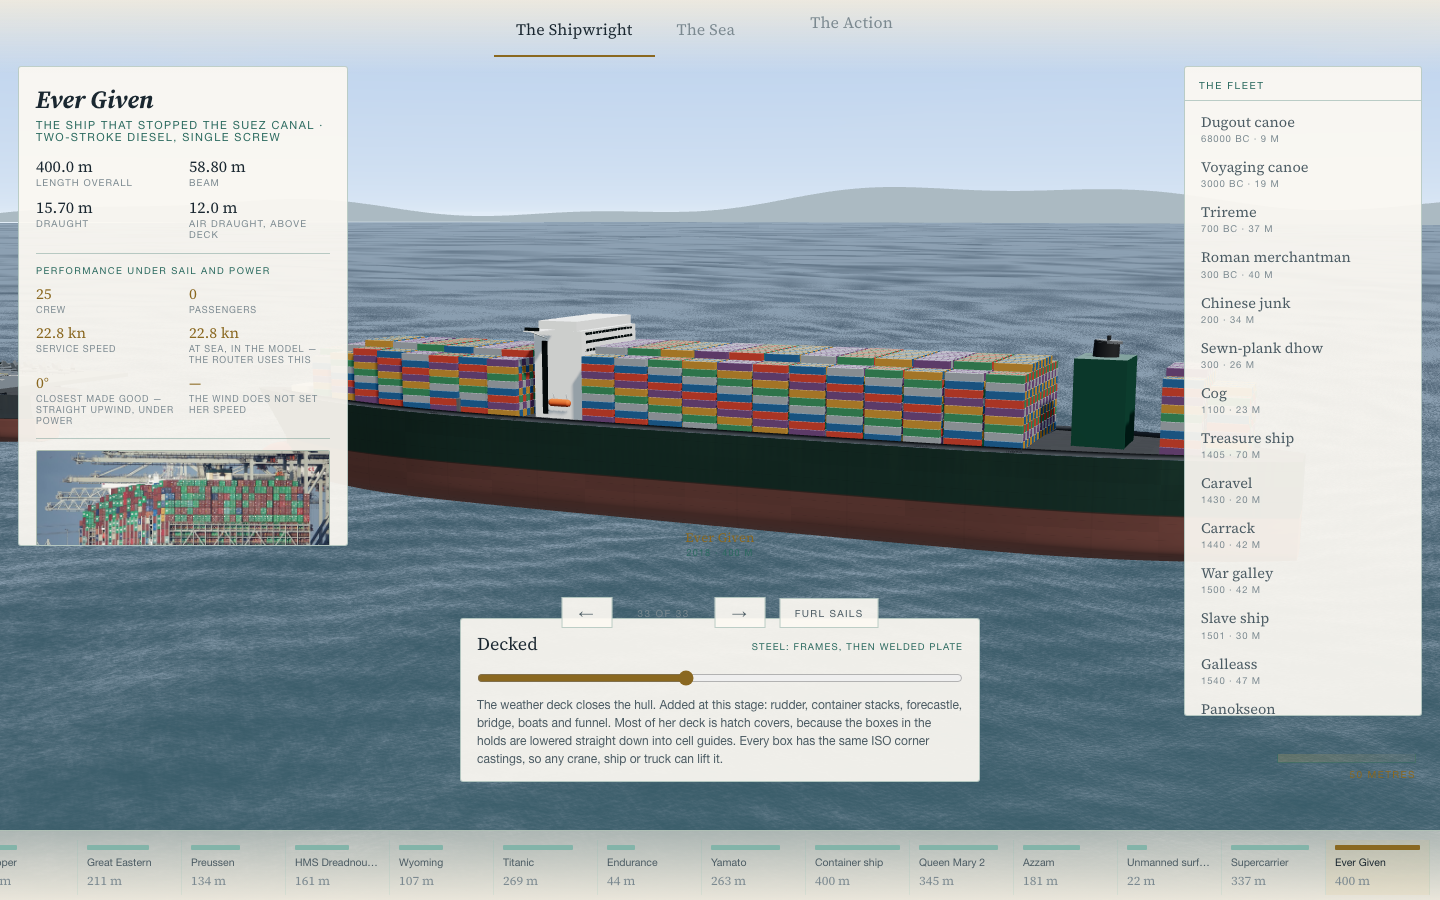 The Shipwright
The Sea
The Action
Ever Given
THE SHIP THAT STOPPED THE SUEZ CANAL ·
TWO-STROKE DIESEL, SINGLE SCREW
400.0 m
58.80 m
LENGTH OVERALL
BEAM
15.70 m
12.0 m
DRAUGHT
AIR DRAUGHT, ABOVE
DECK
PERFORMANCE UNDER SAIL AND POWER
25
0
CREW
PASSENGERS
22.8 kn
22.8 kn
SERVICE SPEED
AT SEA, IN THE MODEL —
THE ROUTER USES THIS
0°
—
CLOSEST MADE GOOD —
STRAIGHT UPWIND, UNDER
POWER
THE WIND DOES NOT SET
HER SPEED
THE FLEET
Dugout canoe
68000 BC · 9 M
Voyaging canoe
3000 BC · 19 M
Trireme
700 BC · 37 M
Roman merchantman
300 BC · 40 M
Chinese junk
200 · 34 M
Sewn-plank dhow
300 · 26 M
Cog
1100 · 23 M
Treasure ship
1405 · 70 M
Caravel
1430 · 20 M
Carrack
1440 · 42 M
War galley
1500 · 42 M
Slave ship
1501 · 30 M
Galleass
1540 · 47 M
Panokseon
←
33 OF 33
→
FURL SAILS
Decked
STEEL: FRAMES, THEN WELDED PLATE
The weather deck closes the hull. Added at this stage: rudder, container stacks, forecastle,
bridge, boats and funnel. Most of her deck is hatch covers, because the boxes in the
holds are lowered straight down into cell guides. Every box has the same ISO corner
castings, so any crane, ship or truck can lift it.
pper
m
Great Eastern
211 m
Preussen
134 m
HMS Dreadnou…
161 m
Wyoming
107 m
Titanic
269 m
Endurance
44 m
Yamato
263 m
Container ship
400 m
Queen Mary 2
345 m
Azzam
181 m
Unmanned surf…
22 m
Supercarrier
337 m
Ever Given
400 m